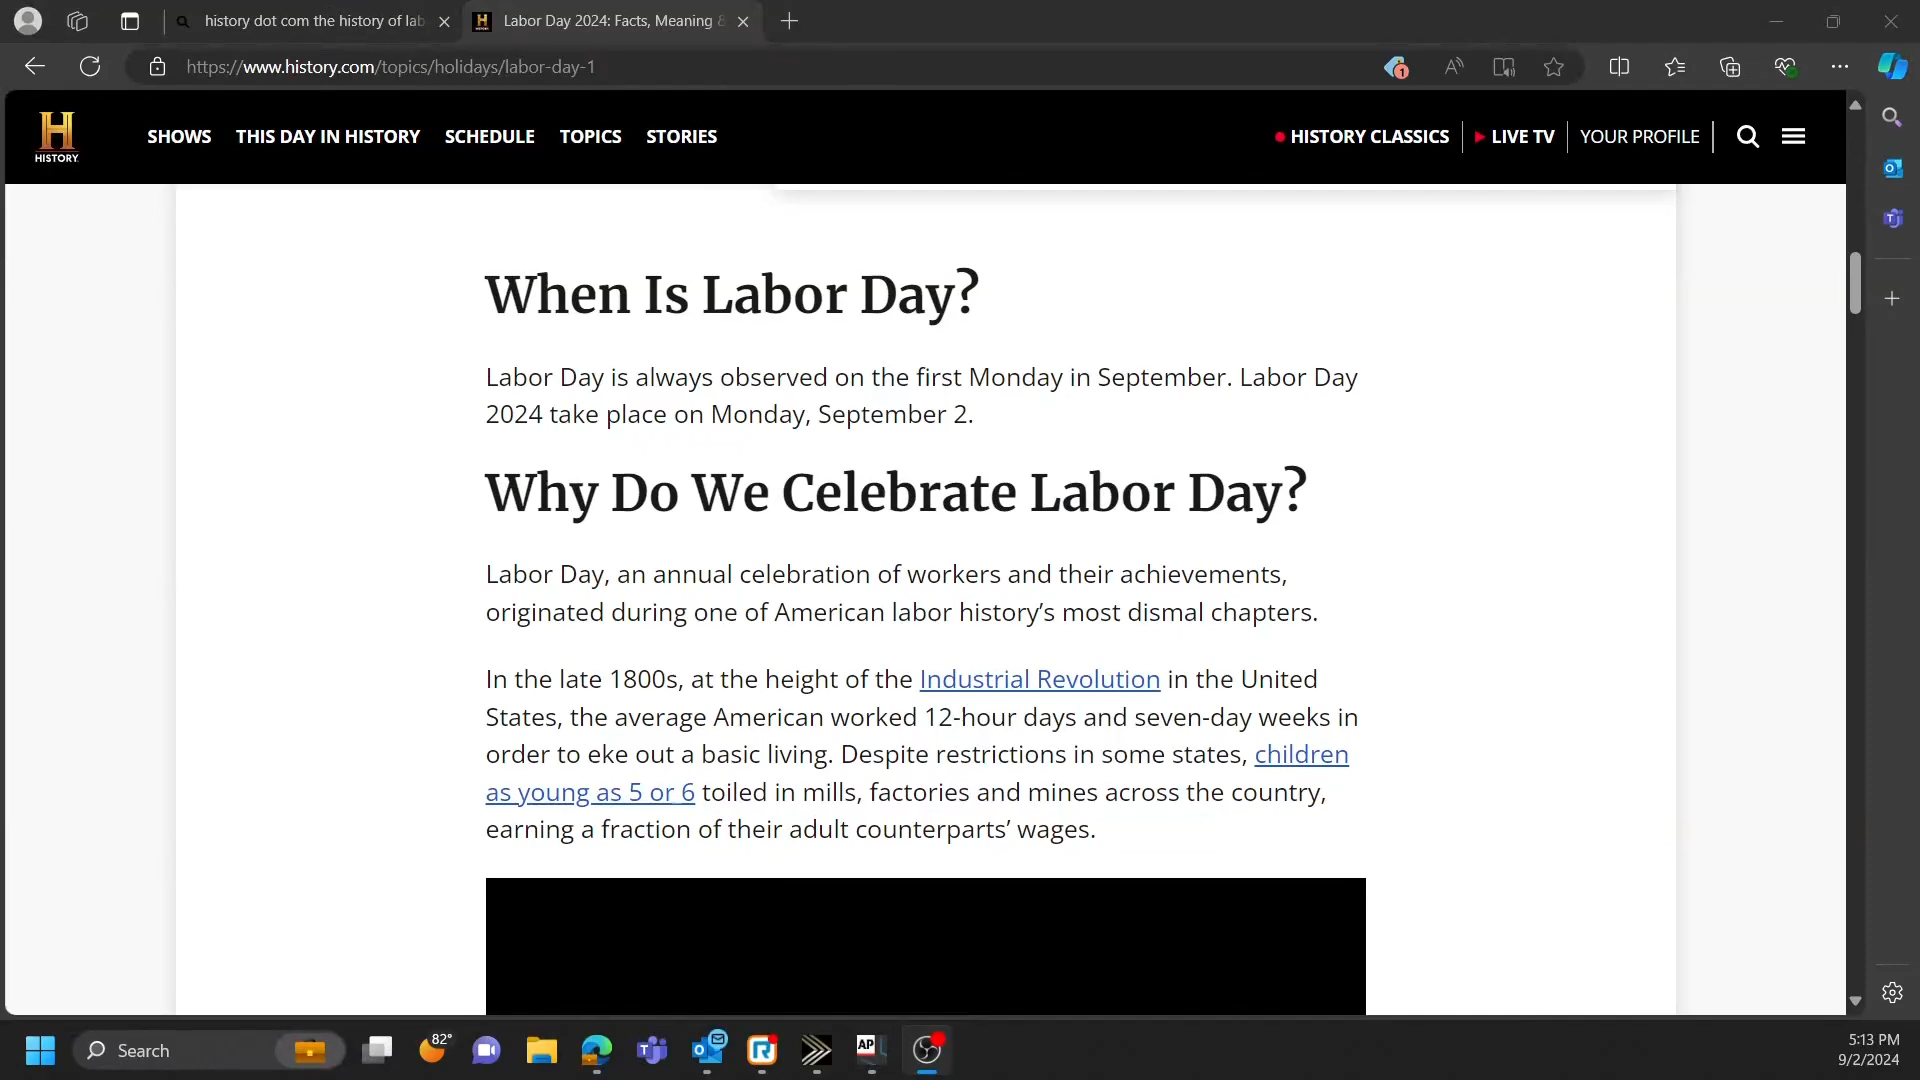 history dot com the history of lab
Labor Day 2024: Facts, Meaning &
https://www.history.com/topics/holidays/labor-day-1
1
HISTORY
SHOWS THIS DAY IN HISTORY SCHEDULE TOPICS STORIES
HISTORY CLASSICS LIVE TV YOUR PROFILE
When Is Labor Day?
Labor Day is always observed on the first Monday in September. Labor Day
2024 take place on Monday, September 2.
Why Do We Celebrate Labor Day?
Labor Day, an annual celebration of workers and their achievements,
originated during one of American labor history’s most dismal chapters.
In the late 1800s, at the height of the Industrial Revolution in the United
States, the average American worked 12-hour days and seven-day weeks in
order to eke out a basic living. Despite restrictions in some states, children
as young as 5 or 6 toiled in mills, factories and mines across the country,
earning a fraction of their adult counterparts’ wages.
Search
82°
AP
5:13 PM
9/2/2024